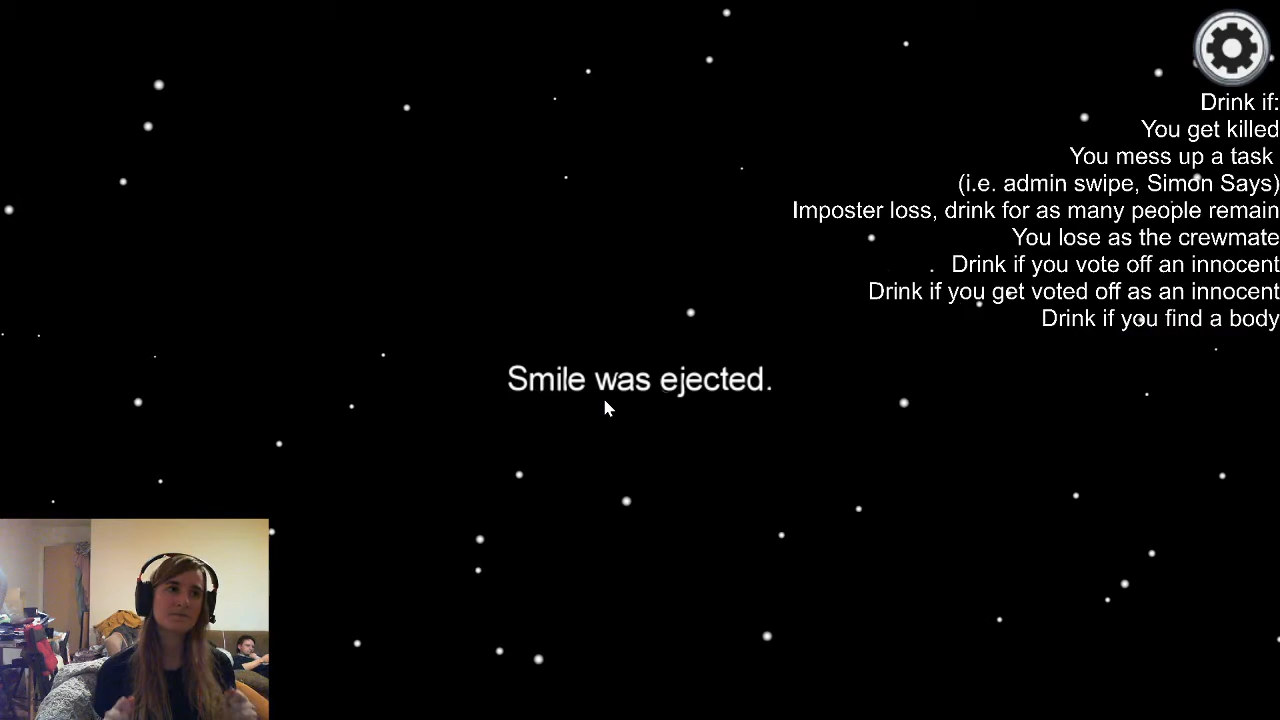 Drink if:
You get killed
You mess up a task
(i.e. admin swipe, Simon Says)
Imposter loss, drink for as many people remain
You lose as the crewmate
Drink if you vote off an innocent
Drink if you get voted off as an innocent
Drink if you find a body
Smile was ejected.